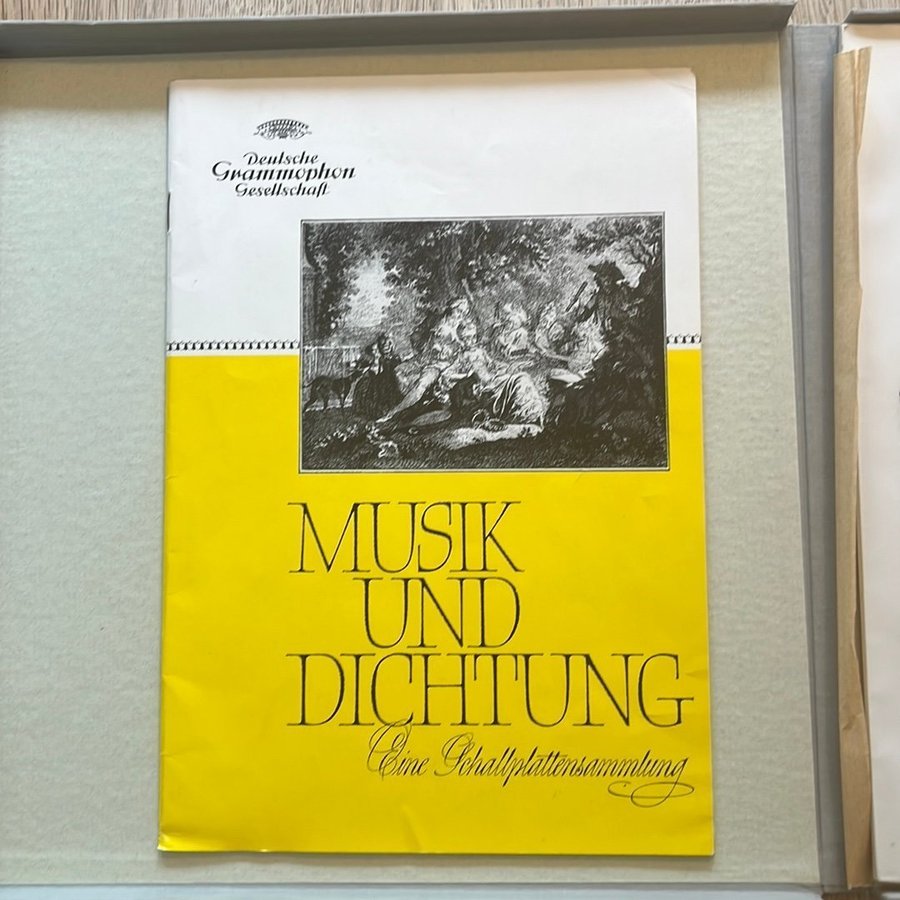 Deutsche
Grammophon
Gesellschaft
MUSIK
UND
DICHTUNG
Eine Schallplattensammlung